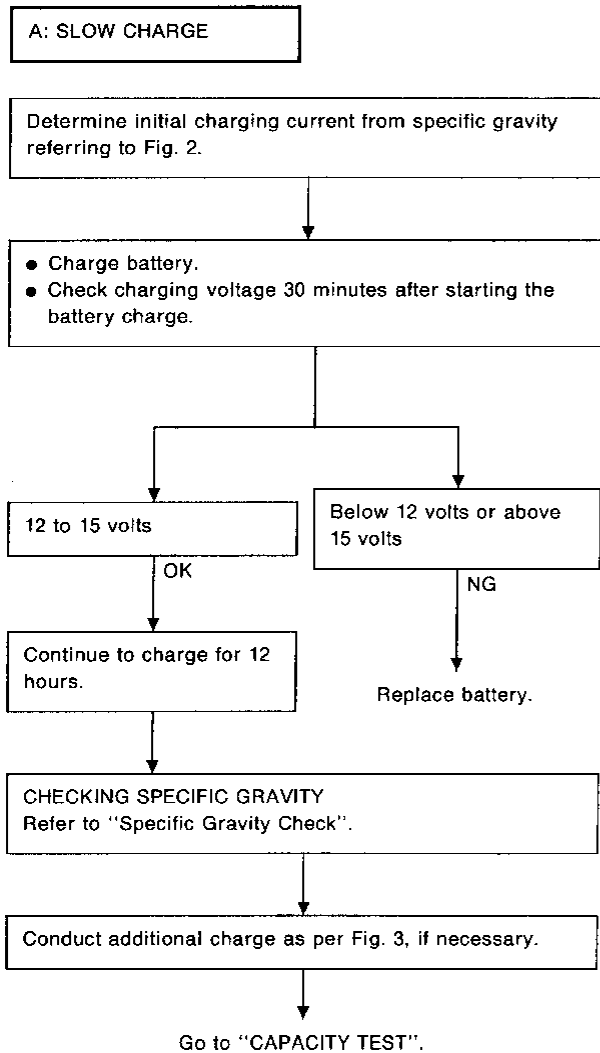 A: SLOW CHARGE
Determine initial charging current from specific gravity
referring to Fig. 2.
● Charge battery.
● Check charging voltage 30 minutes after starting the
battery charge.
12 to 15 volts
Below 12 volts or above
15 volts
OK
NG
Continue to charge for 12
hours.
Replace battery.
CHECKING SPECIFIC GRAVITY
Refer to "Specific Gravity Check".
Conduct additional charge as per Fig. 3, if necessary.
Go to "CAPACITY TEST".